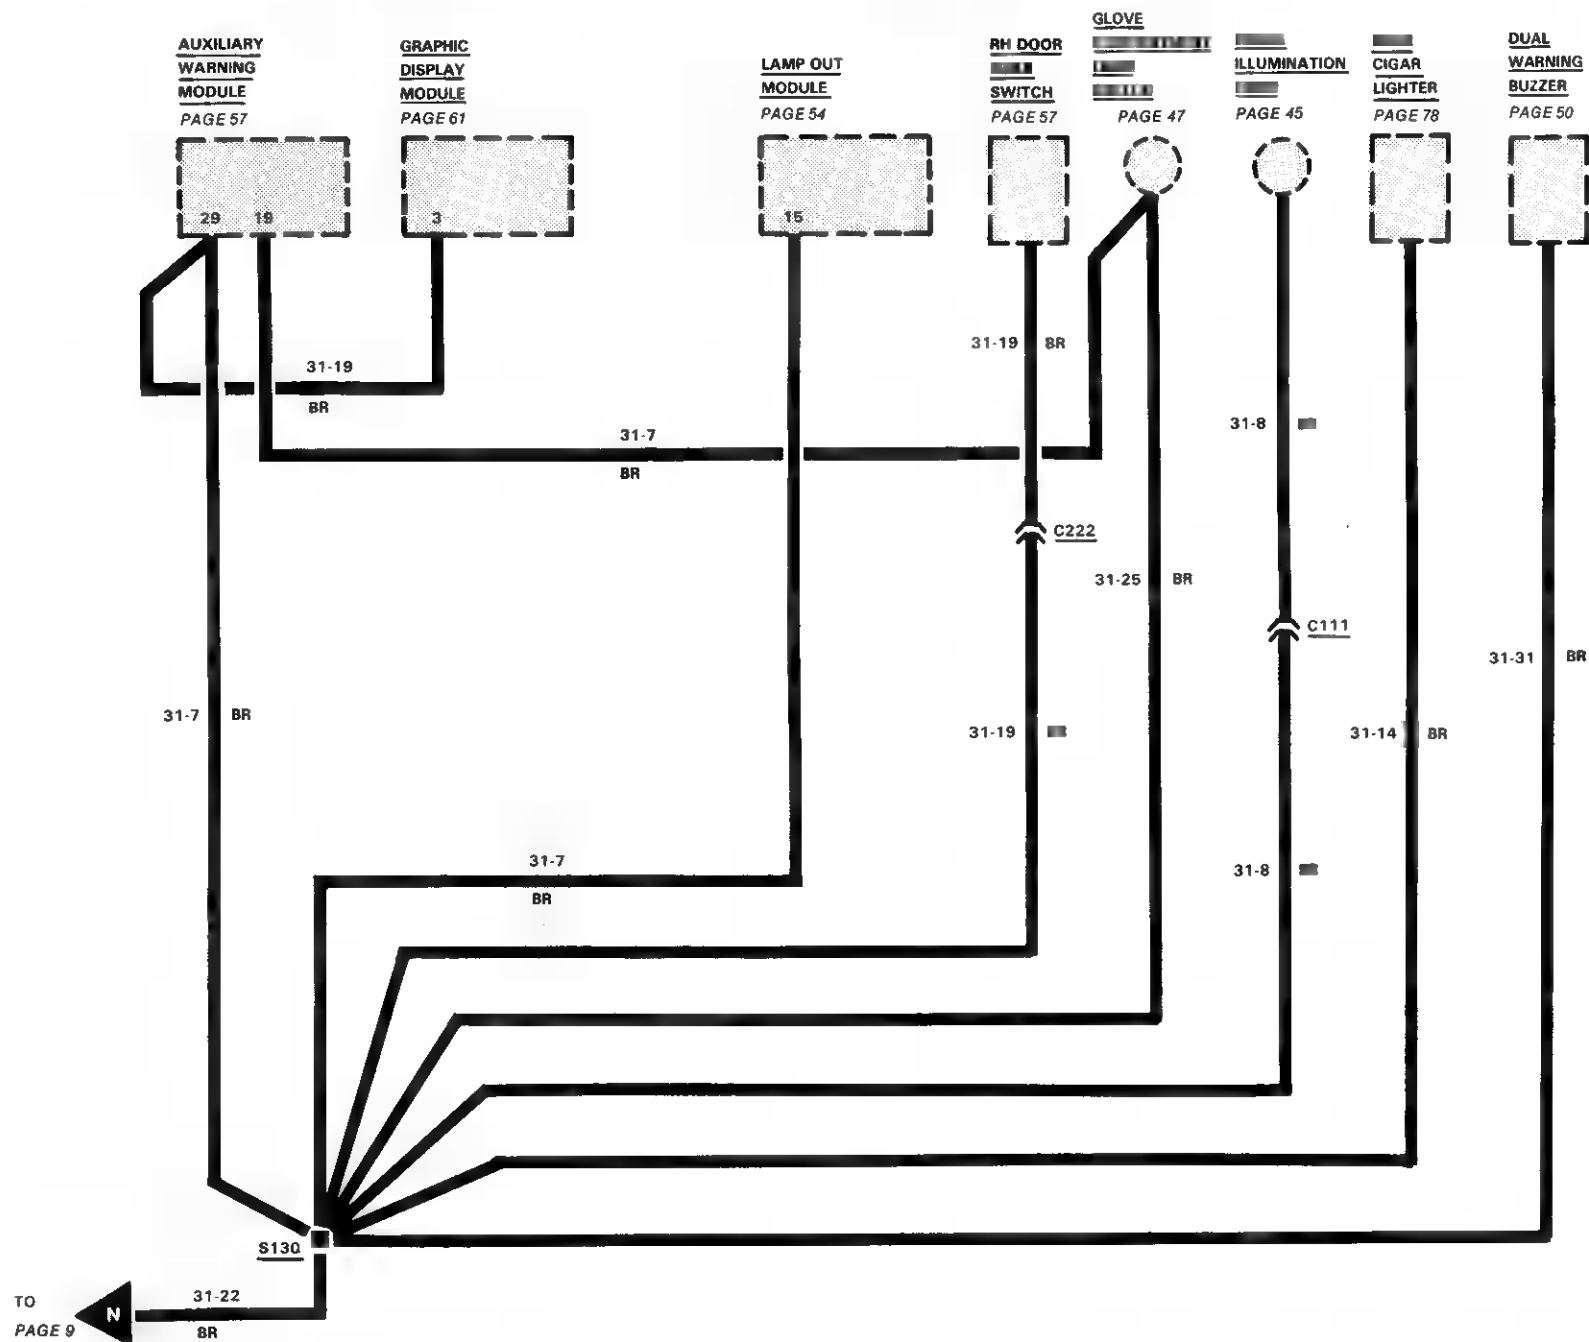 AUXILIARY
WARNING
MODULE
PAGE 57
GRAPHIC
DISPLAY
MODULE
PAGE 61
LAMP OUT
MODULE
PAGE 54
RH DOOR
SWITCH
PAGE 57
GLOVE
PAGE 47
ILLUMINATION
PAGE 45
CIGAR
LIGHTER
PAGE 78
DUAL
WARNING
BUZZER
PAGE 50
29
19
3
15
31-19
BR
31-19
BR
31-7
BR
31-8
C222
31-25
BR
C111
31-31
BR
31-7
BR
31-19
31-14
BR
31-7
BR
31-8
S130
31-22
BR
TO
PAGE 9
N